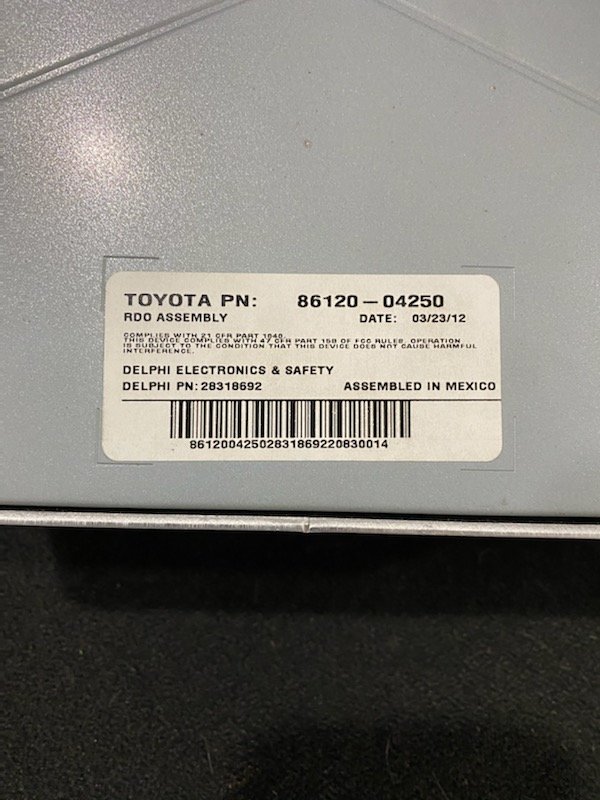 TOYOTA PN: 86120-04250
RDO ASSEMBLY DATE: 03/23/12
COMPLIES WITH 21 CFR PART 1040.
THIS DEVICE COMPLIES WITH 47 CFR PART 15B OF FCC RULES. OPERATION
IS SUBJECT TO THE CONDITION THAT THIS DEVICE DOES NOT CAUSE HARMFUL
INTERFERENCE.
DELPHI ELECTRONICS & SAFETY
DELPHI PN: 28318692 ASSEMBLED IN MEXICO
86120042502831869220830014